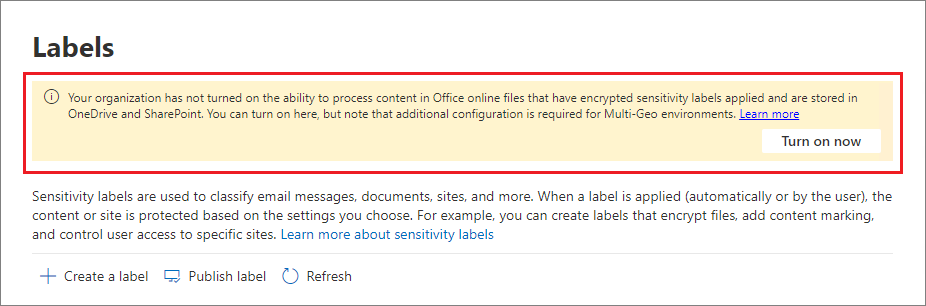 Labels
Your organization has not turned on the ability to process content in Office online files that have encrypted sensitivity labels applied and are stored in
OneDrive and SharePoint. You can turn on here, but note that additional configuration is required for Multi-Geo environments. Learn more
Turn on now
Sensitivity labels are used to classify email messages, documents, sites, and more. When a label is applied (automatically or by the user), the
content or site is protected based on the settings you choose. For example, you can create labels that encrypt files, add content marking,
and control user access to specific sites. Learn more about sensitivity labels
Create a label Publish label Refresh